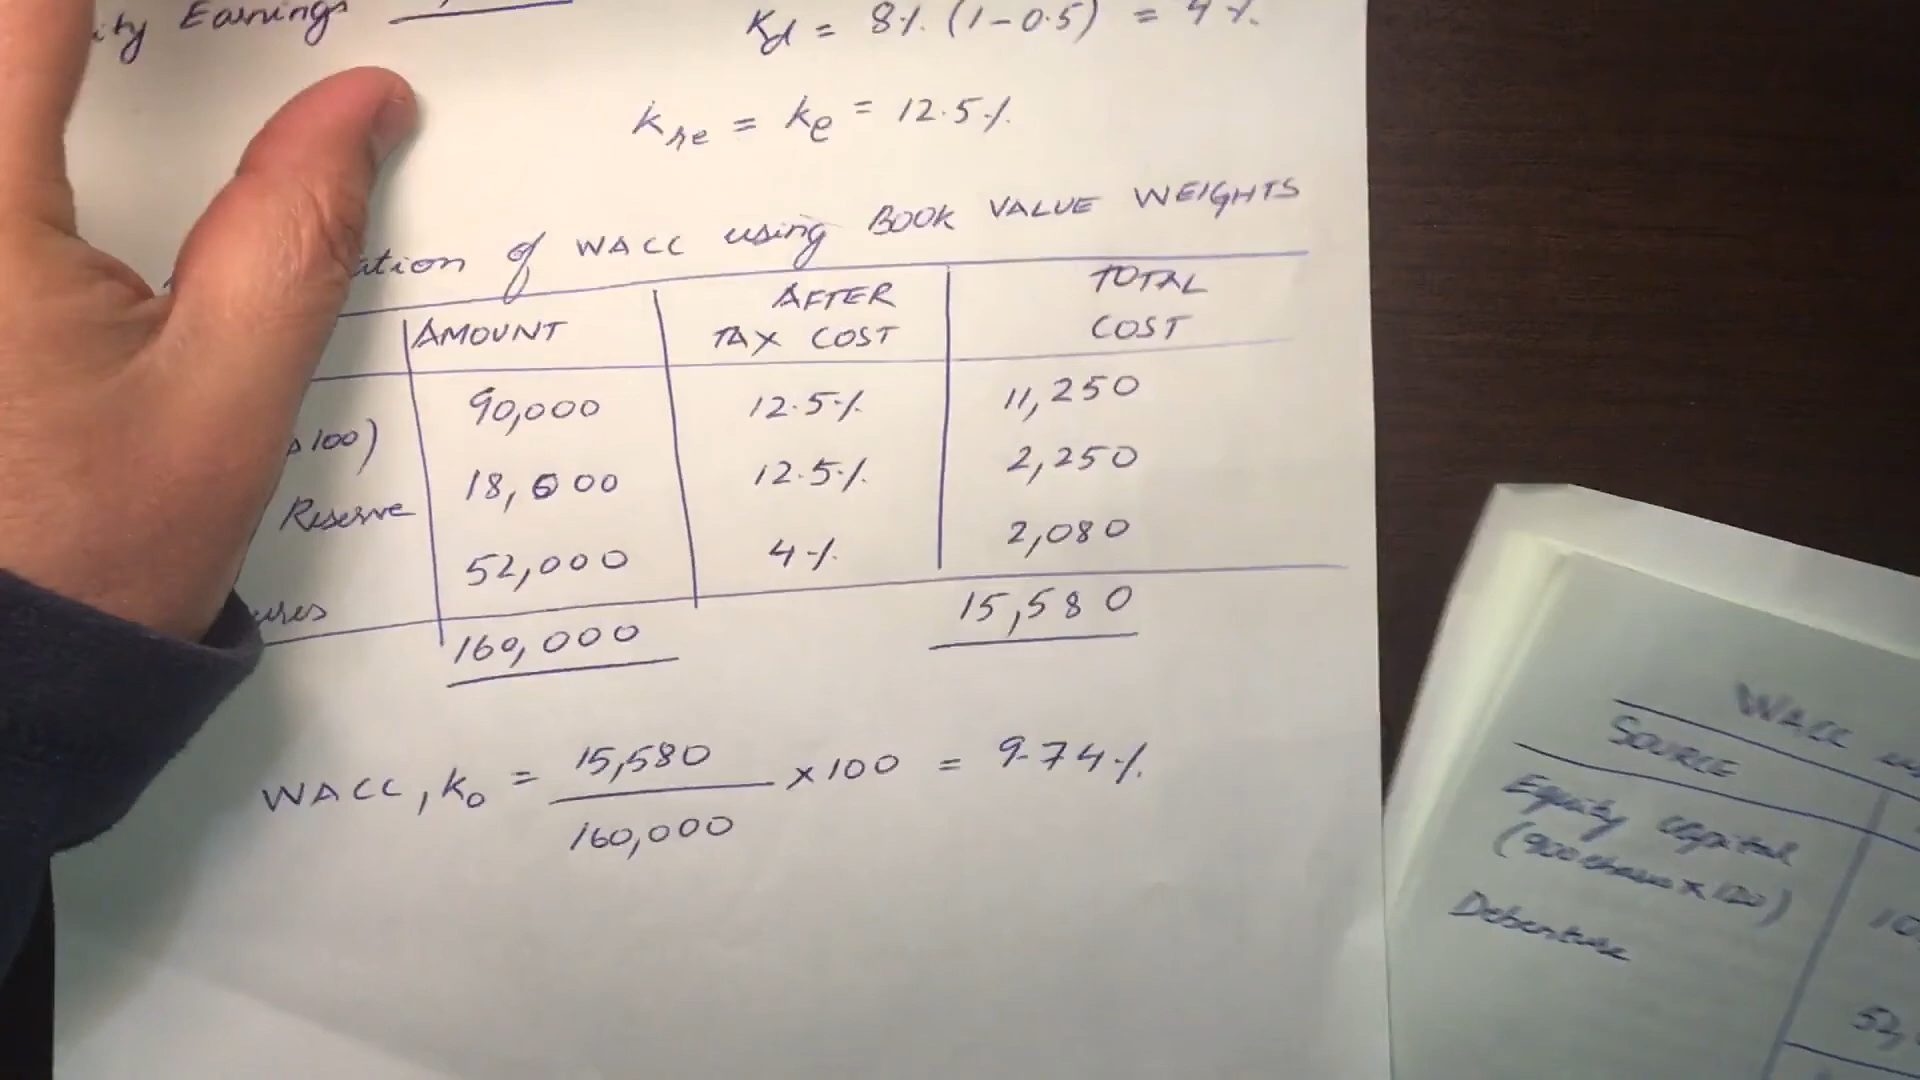 Earnings
Kd = 8% (1-0.5) = 4%
Kre = Ke = 12.5%
of WACC using BOOK VALUE WEIGHTS
AMOUNT AFTER TAX COST TOTAL COST
90,000 12.5% 11,250
100)
18,000 12.5% 2,250
Reserve
52,000 4% 2,080
160,000 15,580
WACC, Ko = 15,580 / 160,000 x 100 = 9.74%
WACC
SOURCE
Equity capital
(900 shares x 120)
Debenture
52,